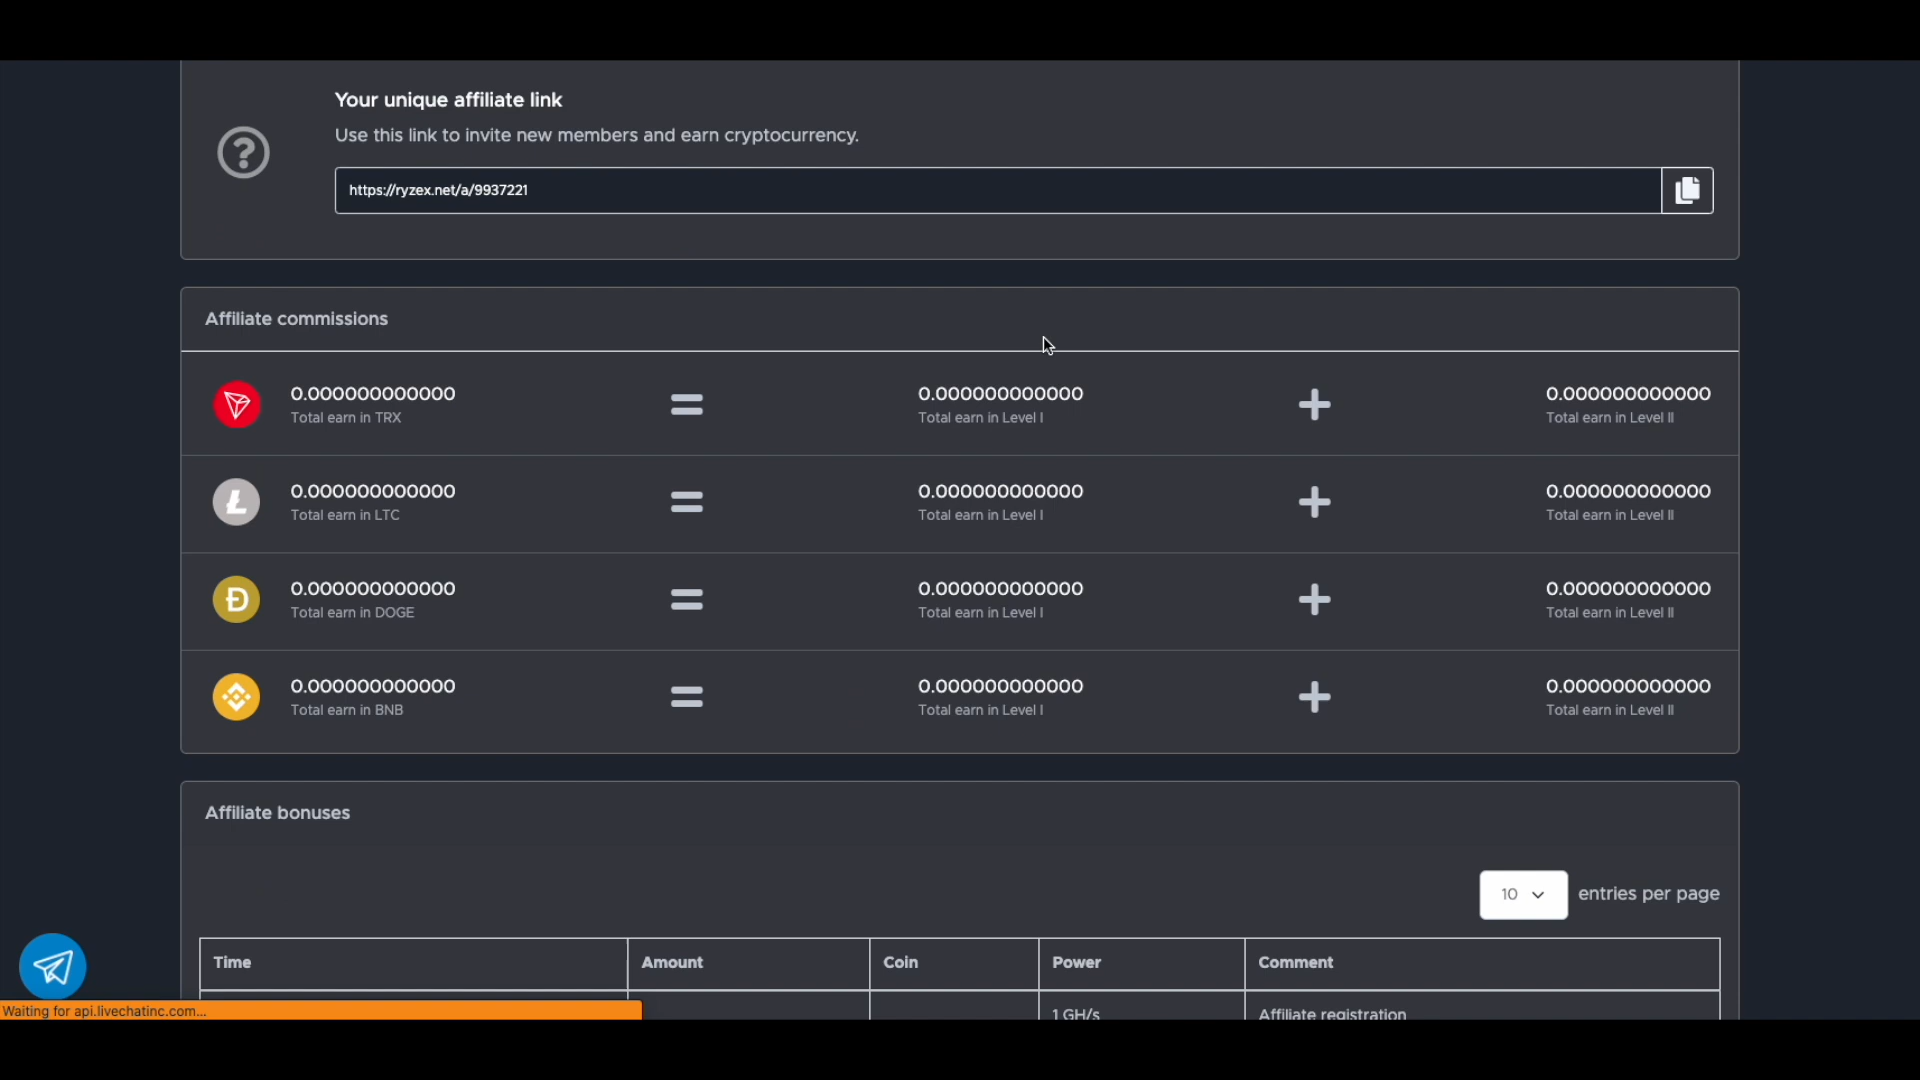 Your unique affiliate link
Use this link to invite new members and earn cryptocurrency.
https://ryzex.net/a/9937221
Affiliate commissions
0.000000000000 0.000000000000 0.000000000000
Total earn in TRX Total earn in Level I Total earn in Level II
0.000000000000 0.000000000000 0.000000000000
Total earn in LTC Total earn in Level I Total earn in Level II
0.000000000000 0.000000000000 0.000000000000
Total earn in DOGE Total earn in Level I Total earn in Level II
0.000000000000 0.000000000000 0.000000000000
Total earn in BNB Total earn in Level I Total earn in Level II
Affiliate bonuses
10 entries per page
Time Amount Coin Power Comment
1 GH/s Affiliate registration
Waiting for api.livechatinc.com...